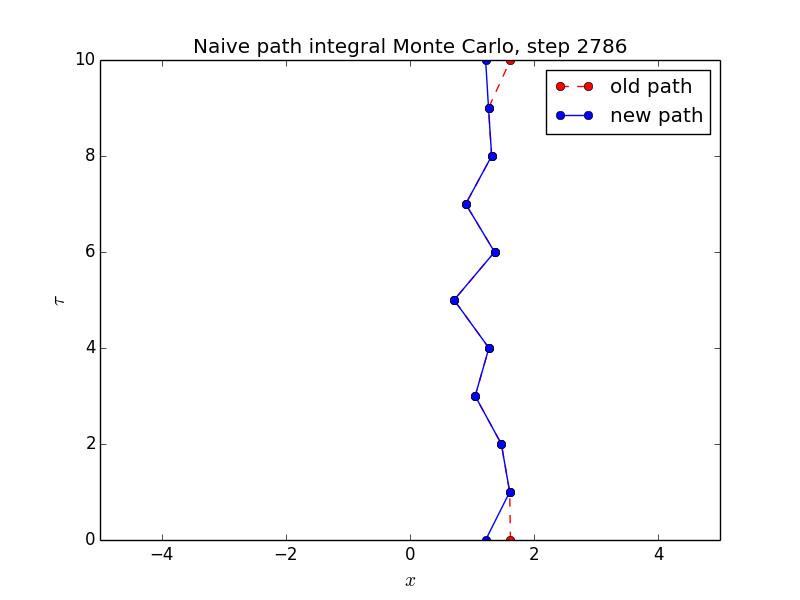 Naive path integral Monte Carlo, step 2786
10
old path
new path
8
6
τ
4
2
0
−4 −2 0 2 4
x